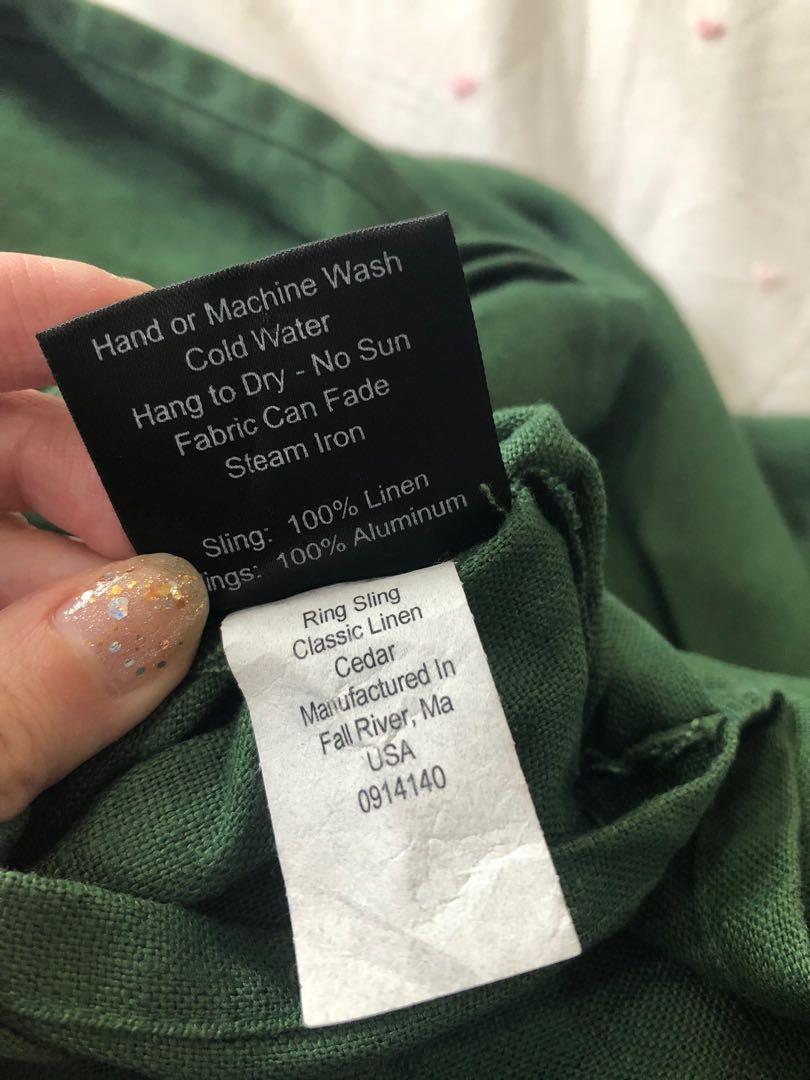 Hand or Machine Wash
Cold Water
Hang to Dry - No Sun
Fabric Can Fade
Steam Iron
Sling: 100% Linen
ings: 100% Aluminum
Ring Sling
Classic Linen
Cedar
Manufactured In
Fall River, Ma
USA
0914140